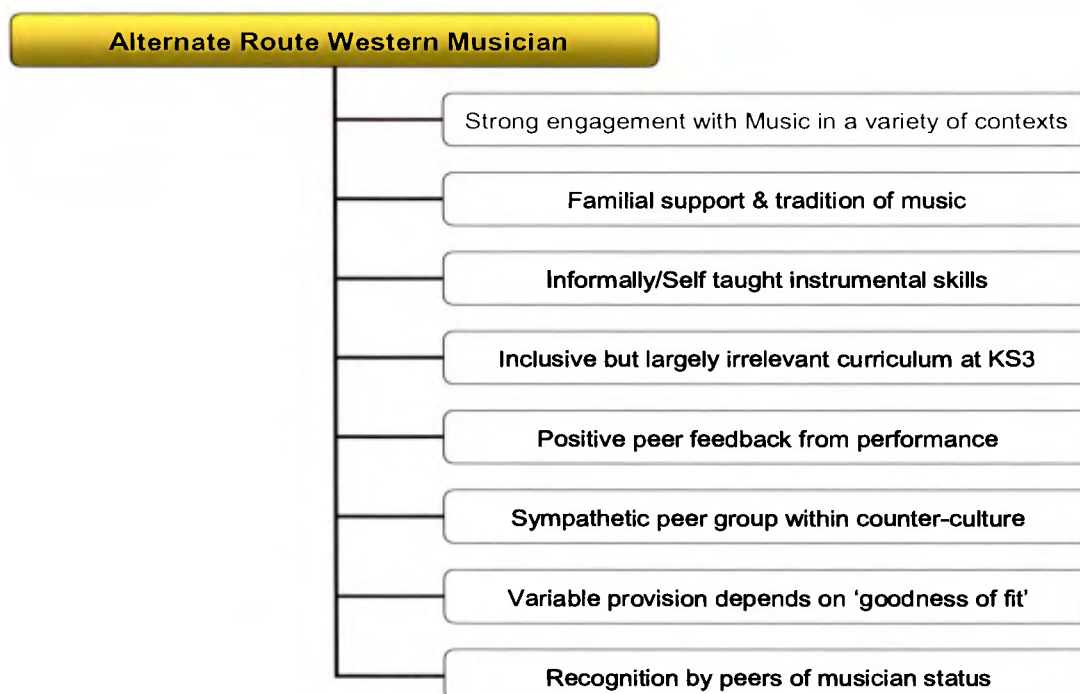 Alternate Route Western Musician
Strong engagement with Music in a variety of contexts
Familial support & tradition of music
Informally/Self taught instrumental skills
Inclusive but largely irrelevant curriculum at KS3
Positive peer feedback from performance
Sympathetic peer group within counter-culture
Variable provision depends on ‘goodness of fit’
Recognition by peers of musician status